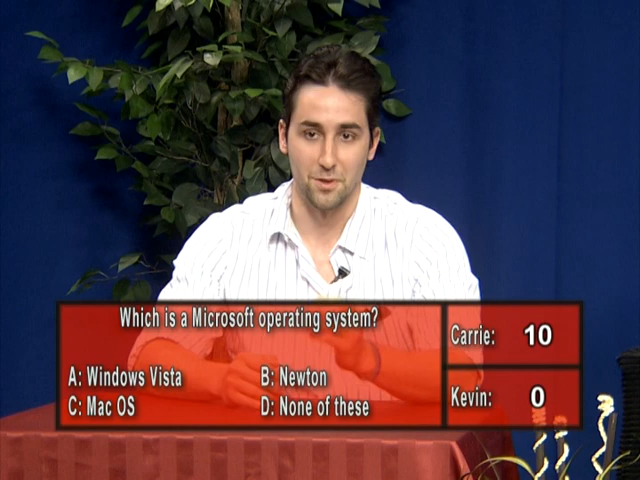 Which is a Microsoft operating system?
A: Windows Vista
B: Newton
C: Mac OS
D: None of these
Carrie: 10
Kevin: 0